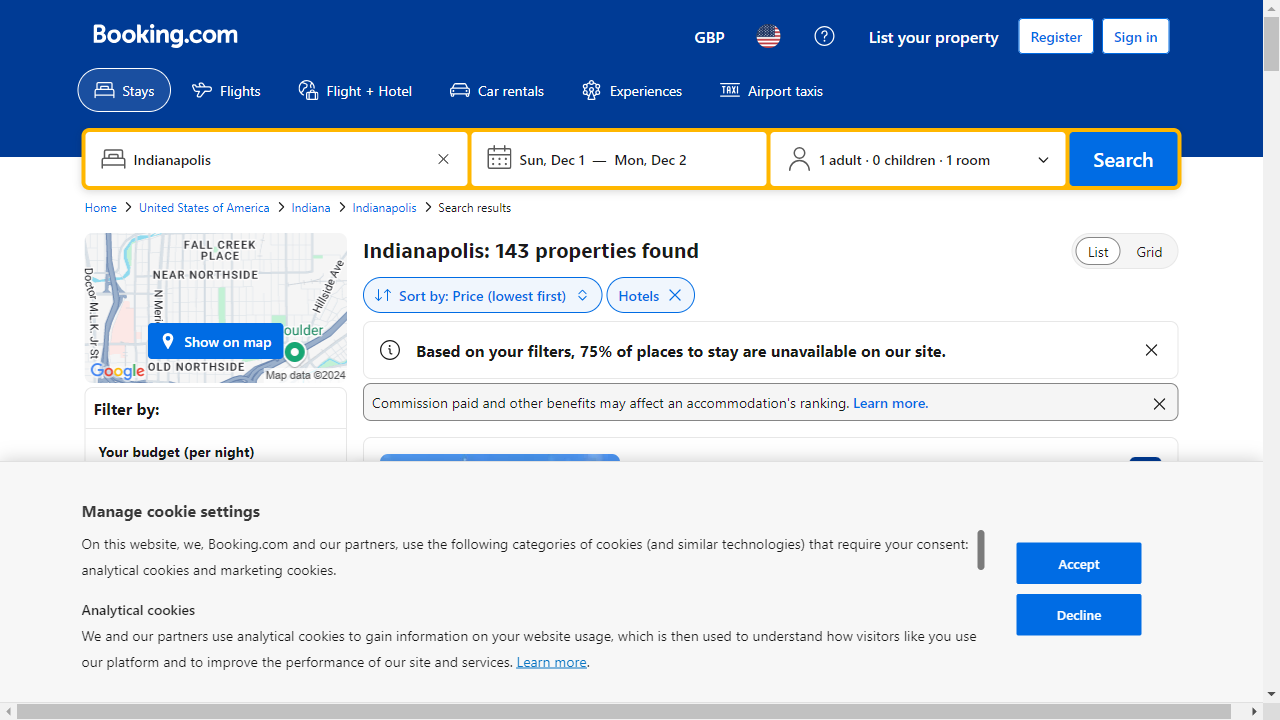 Booking.com
GBP
List your property
Register
Sign in
Stays
Flights
Flight + Hotel
Car rentals
Experiences
TAXI
Airport taxis
Indianapolis
Sun, Dec 1 — Mon, Dec 2
1 adult · 0 children · 1 room
Search
Home > United States of America > Indiana > Indianapolis > Search results
FALL CREEK
PLACE
NEAR NORTHSIDE
Doctor M.L.K. Jr St
N Meri
Hillside Ave
oulder
Show on map
OLD NORTHSIDE
Google
Map data ©2024
Indianapolis: 143 properties found
List
Grid
Sort by: Price (lowest first)
Hotels
Based on your filters, 75% of places to stay are unavailable on our site.
Commission paid and other benefits may affect an accommodation's ranking. Learn more.
Filter by:
Your budget (per night)
Manage cookie settings
On this website, we, Booking.com and our partners, use the following categories of cookies (and similar technologies) that require your consent:
analytical cookies and marketing cookies.
Analytical cookies
We and our partners use analytical cookies to gain information on your website usage, which is then used to understand how visitors like you use
our platform and to improve the performance of our site and services. Learn more.
Accept
Decline